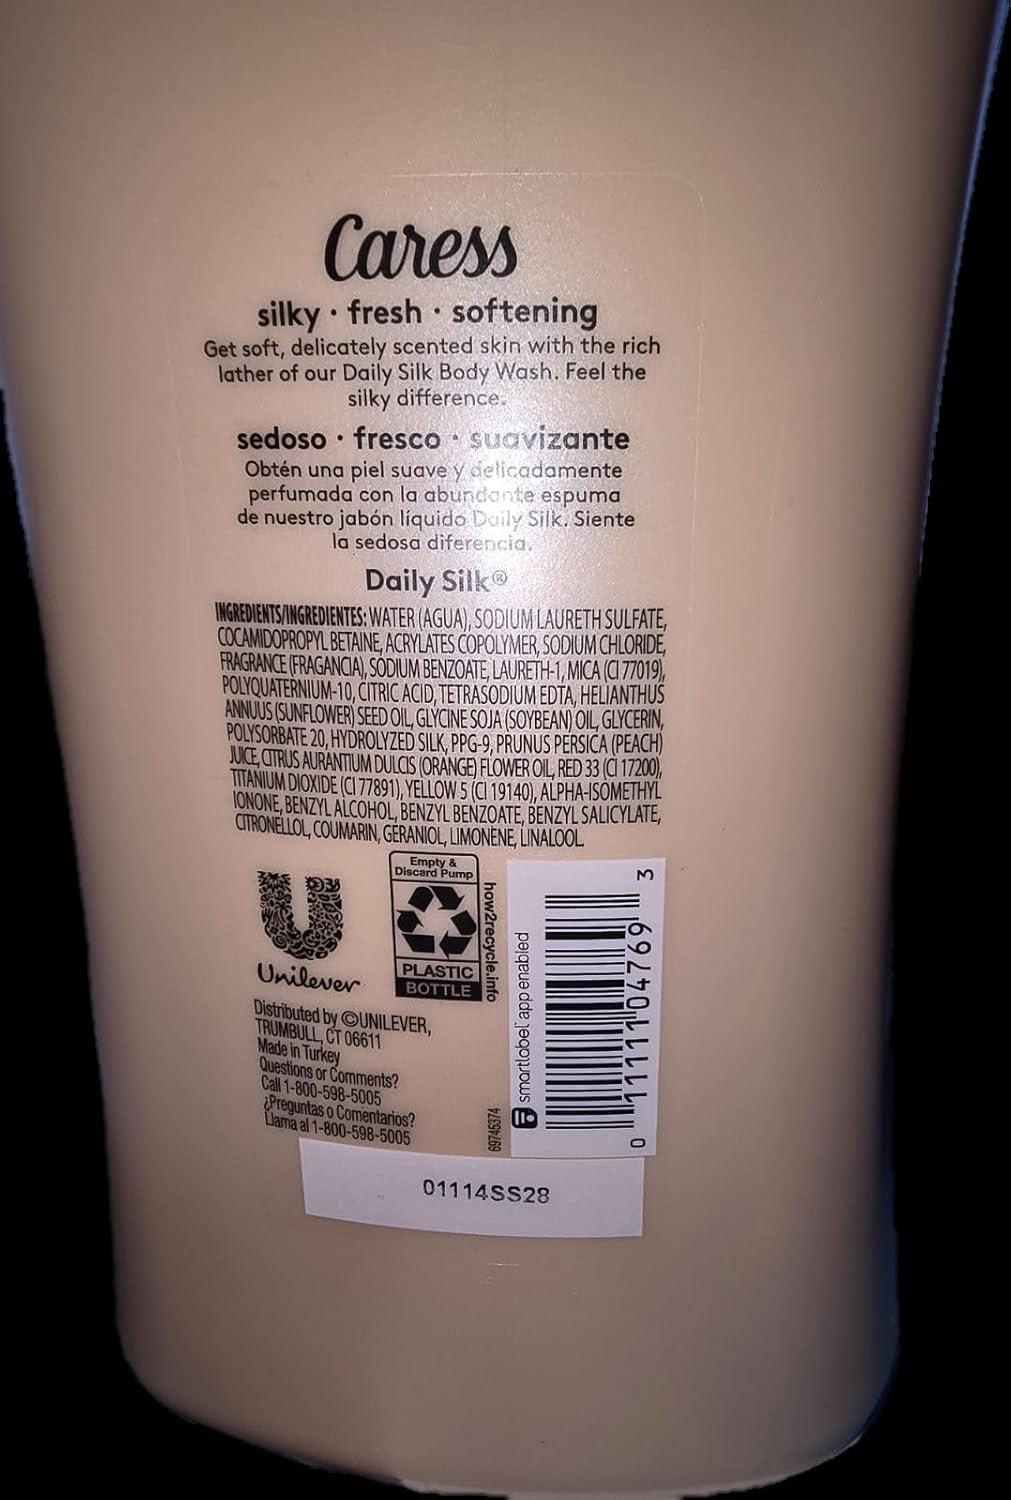 Caress
silky · fresh · softening
Get soft, delicately scented skin with the rich
lather of our Daily Silk Body Wash. Feel the
silky difference.
sedoso · fresco · suavizante
Obtén una piel suave y delicadamente
perfumada con la abundante espuma
de nuestro jabón líquido Daily Silk. Siente
la sedosa diferencia.
Daily Silk®
INGREDIENTS/INGREDIENTES: WATER (AGUA), SODIUM LAURETH SULFATE,
COCAMIDOPROPYL BETAINE, ACRYLATES COPOLYMER, SODIUM CHLORIDE,
FRAGRANCE (FRAGANCIA), SODIUM BENZOATE, LAURETH-1, MICA (CI 77019),
POLYQUATERNIUM-10, CITRIC ACID, TETRASODIUM EDTA, HELIANTHUS
ANNUUS (SUNFLOWER) SEED OIL, GLYCINE SOJA (SOYBEAN) OIL, GLYCERIN,
POLYSORBATE 20, HYDROLYZED SILK, PPG-9, PRUNUS PERSICA (PEACH)
JUICE, CITRUS AURANTIUM DULCIS (ORANGE) FLOWER OIL, RED 33 (CI 17200),
TITANIUM DIOXIDE (CI 77891), YELLOW 5 (CI 19140), ALPHA-ISOMETHYL
IONONE, BENZYL ALCOHOL, BENZYL BENZOATE, BENZYL SALICYLATE,
CITRONELLOL, COUMARIN, GERANIOL, LIMONENE, LINALOOL.
Unilever
Empty &
Discard Pump
PLASTIC
BOTTLE
how2recycle.info
smartlabel™ app enabled
0 11111 04769 3
Distributed by ©UNILEVER,
TRUMBULL, CT 06611
Made in Turkey
Questions or Comments?
Call 1-800-598-5005
¿Preguntas o Comentarios?
Llama al 1-800-598-5005
69745374
01114SS28